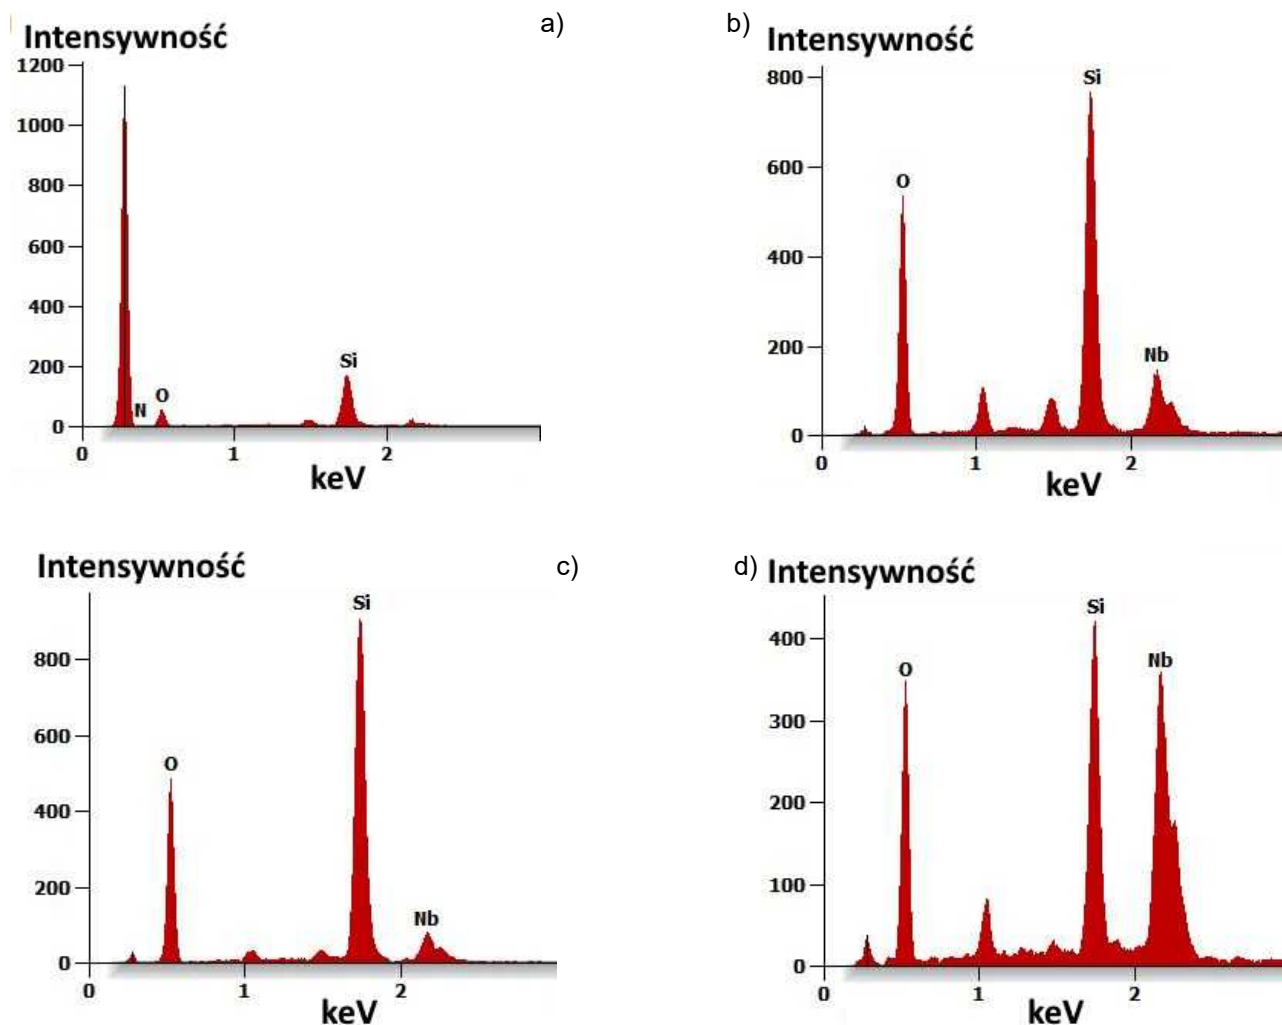 Intensywność
a)
1200
1000
800
600
400
200
0
N
O
Si
0
1
2
keV
b)
Intensywność
800
600
400
200
0
O
Si
Nb
0
1
2
keV
Intensywność
c)
800
600
400
200
0
O
Si
Nb
0
1
2
keV
d)
Intensywność
400
300
200
100
0
O
Si
Nb
0
1
2
keV